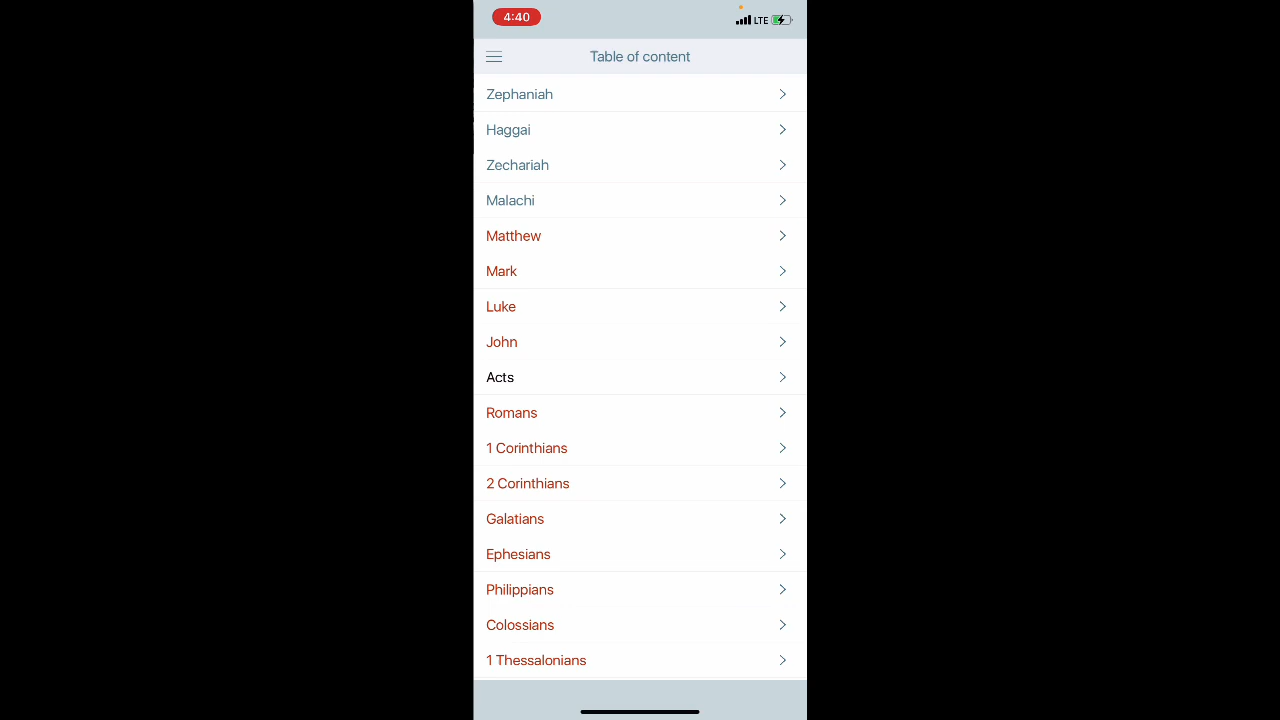 4:40
LTE
Table of content
Zephaniah
Haggai
Zechariah
Malachi
Matthew
Mark
Luke
John
Acts
Romans
1 Corinthians
2 Corinthians
Galatians
Ephesians
Philippians
Colossians
1 Thessalonians